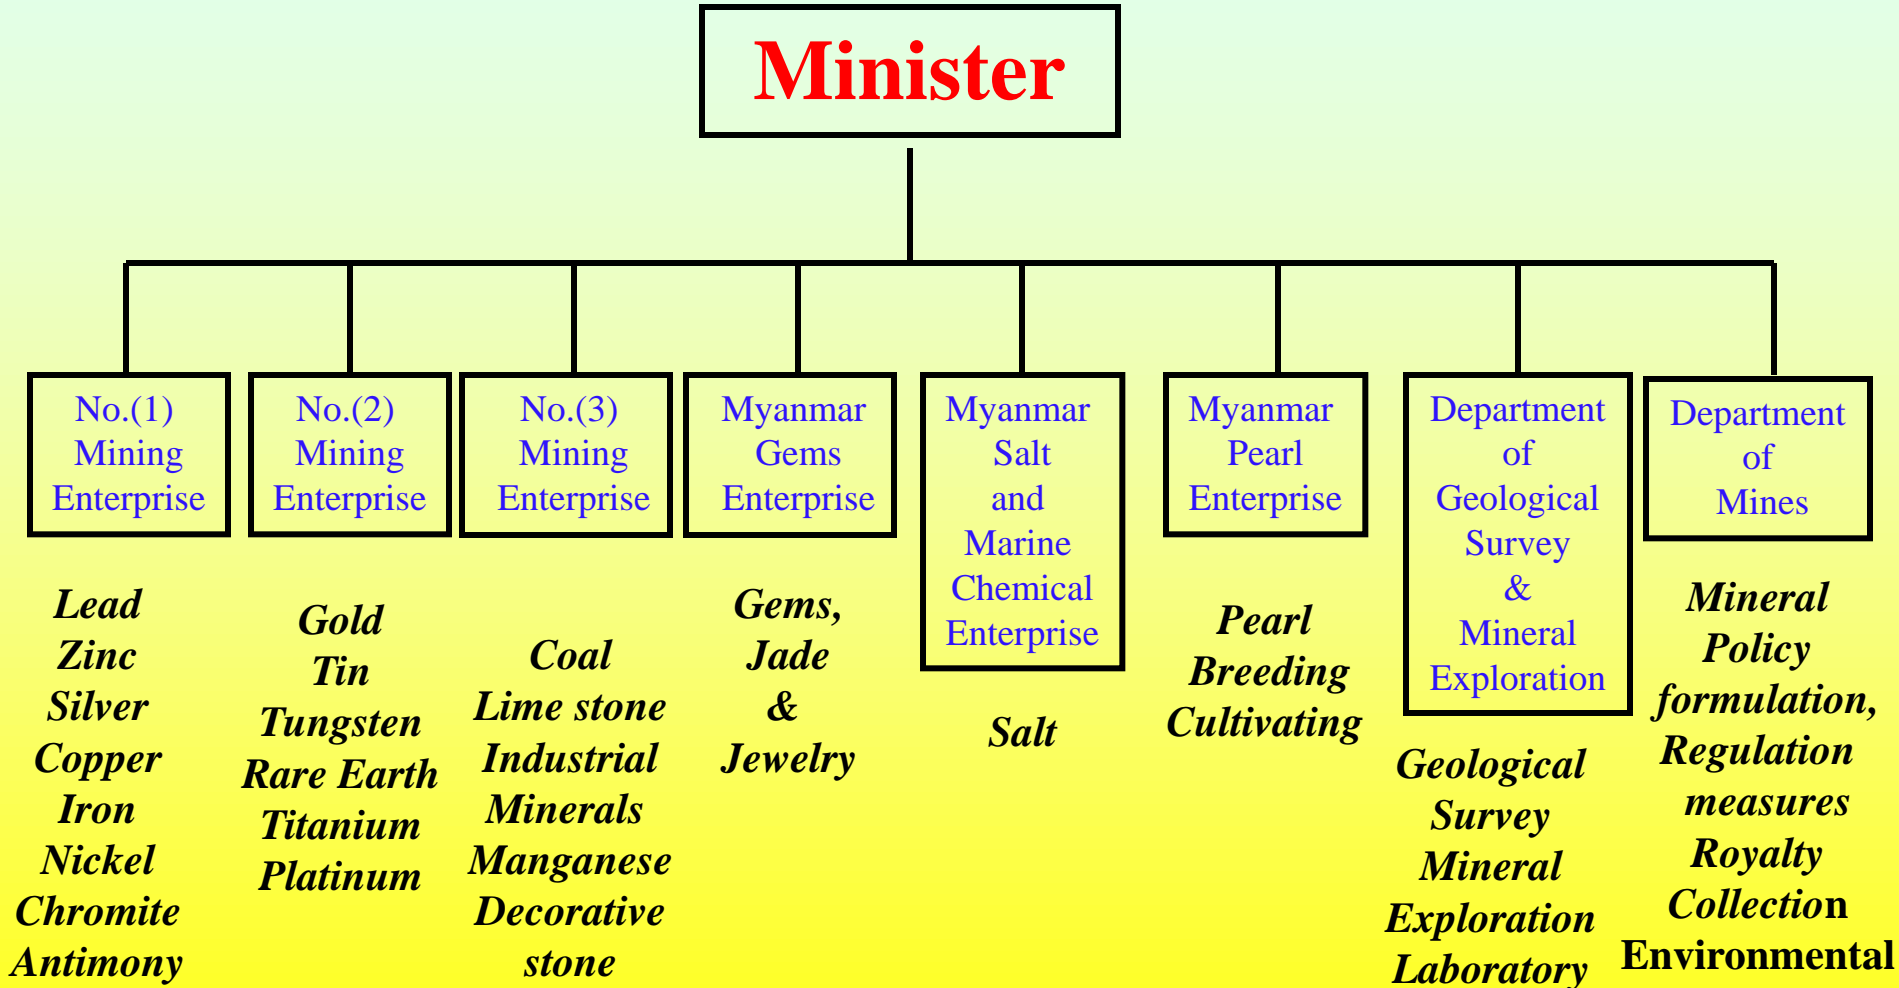 Minister
No.(1)
Mining
Enterprise
No.(2)
Mining
Enterprise
No.(3)
Mining
Enterprise
Myanmar
Gems
Enterprise
Myanmar
Salt
and
Marine
Chemical
Enterprise
Myanmar
Pearl
Enterprise
Department
of
Geological
Survey
&
Mineral
Exploration
Department
of
Mines
Lead
Zinc
Silver
Copper
Iron
Nickel
Chromite
Antimony
Gold
Tin
Tungsten
Rare Earth
Titanium
Platinum
Coal
Lime stone
Industrial
Minerals
Manganese
Decorative
stone
Gems,
Jade
&
Jewelry
Salt
Pearl
Breeding
Cultivating
Geological
Survey
Mineral
Exploration
Laboratory
Mineral
Policy
formulation,
Regulation
measures
Royalty
Collection
Environmental